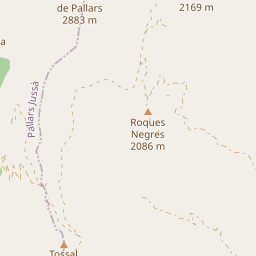 de Pallars
2883 m
2169 m
a
Pallars Jussà
Roques
Negres
2086 m
Tossal